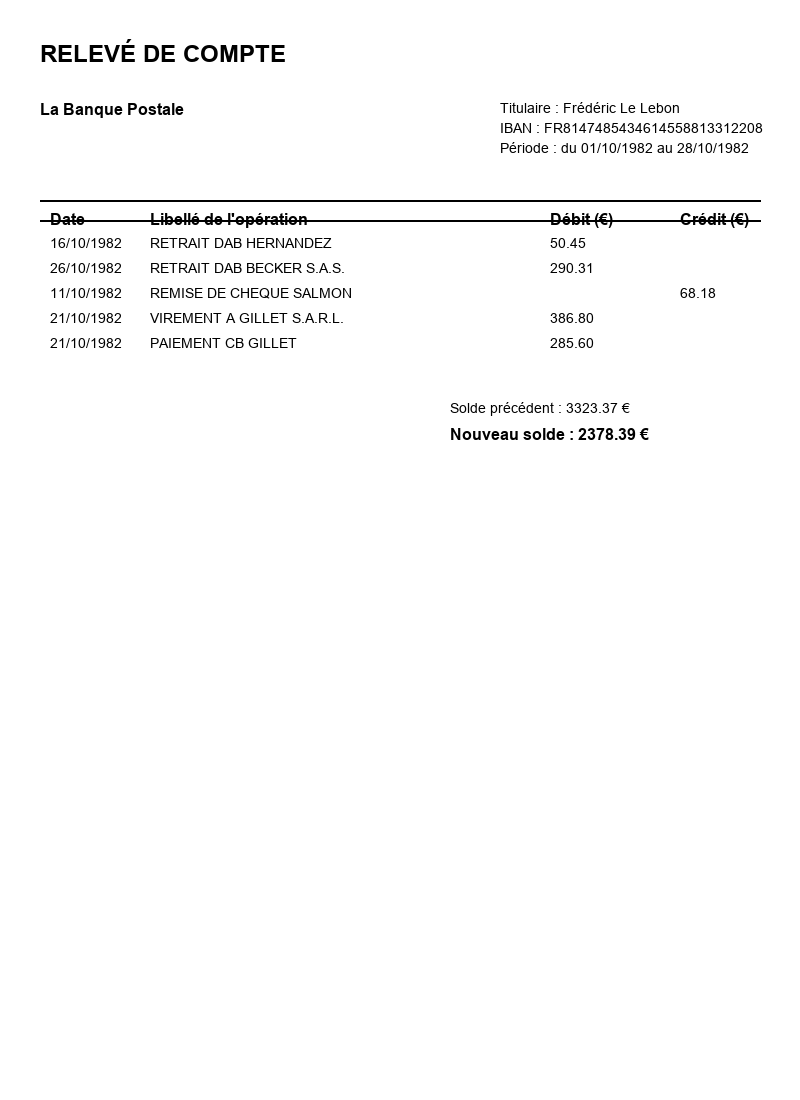 RELEVÉ DE COMPTE
La Banque Postale
Titulaire : Frédéric Le Lebon
IBAN : FR8147485434614558813312208
Période : du 01/10/1982 au 28/10/1982
Date Libellé de l'opération Débit (€) Crédit (€)
16/10/1982 RETRAIT DAB HERNANDEZ 50.45
26/10/1982 RETRAIT DAB BECKER S.A.S. 290.31
11/10/1982 REMISE DE CHEQUE SALMON 68.18
21/10/1982 VIREMENT A GILLET S.A.R.L. 386.80
21/10/1982 PAIEMENT CB GILLET 285.60
Solde précédent : 3323.37 €
Nouveau solde : 2378.39 €